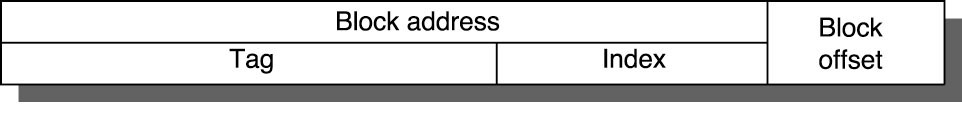 Block address
Tag
Index
Block
offset